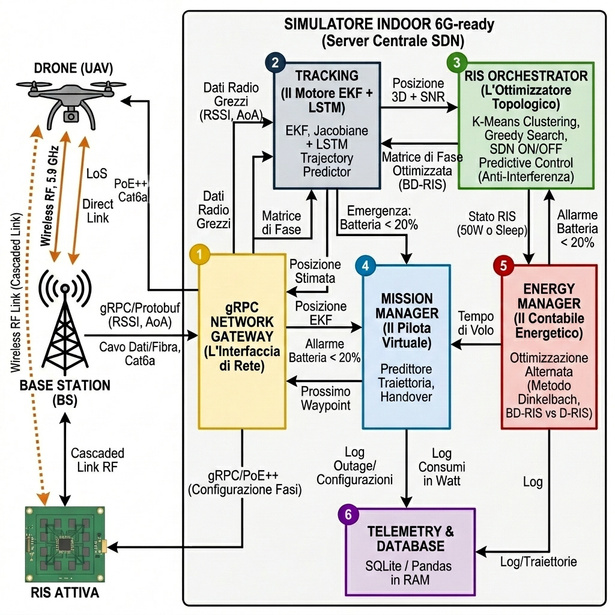 SIMULATORE INDOOR 6G-ready
(Server Centrale SDN)
DRONE (UAV)
Wireless RF, 5.9 GHz
LoS
Direct
Link
Wireless RF Link (Cascaded Link)
PoE++
Cat6a
BASE STATION
(BS)
gRPC/Protobuf
(RSSI, AoA)
Cavo Dati/Fibra,
Cat6a
Cascaded
Link RF
RIS ATTIVA
gRPC/PoE++
(Configurazione Fasi)
Dati Radio
Grezzi
(RSSI, AoA)
Dati
Radio
Grezzi
Matrice
di Fase
2
TRACKING
(Il Motore EKF +
LSTM)
EKF, Jacobiane
+ LSTM
Trajectory
Predictor
Posizione
3D + SNR
Matrice di Fase
Ottimizzata
(BD-RIS)
3
RIS ORCHESTRATOR
(L'Ottimizzatore
Topologico)
K-Means Clustering,
Greedy Search,
SDN ON/OFF
Predictive Control
(Anti-Interferenza)
Emergenza:
Batteria < 20%
Posizione
Stimata
Stato RIS
(50W o Sleep)
Allarme
Batteria
< 20%
1
gRPC
NETWORK
GATEWAY
(L'Interfaccia
di Rete)
Posizione
EKF
Allarme
Batteria < 20%
Prossimo
Waypoint
4
MISSION
MANAGER
(Il Pilota
Virtuale)
Predittore
Traiettoria,
Handover
Tempo
di Volo
5
ENERGY
MANAGER
(Il Contabile
Energetico)
Ottimizzazione
Alternata
(Metodo
Dinkelbach,
BD-RIS vs D-RIS)
Log
Outage/
Configurazioni
Log
Consumi
in Watt
Log
6
TELEMETRY &
DATABASE
SQLite / Pandas
in RAM
Log/Traiettorie